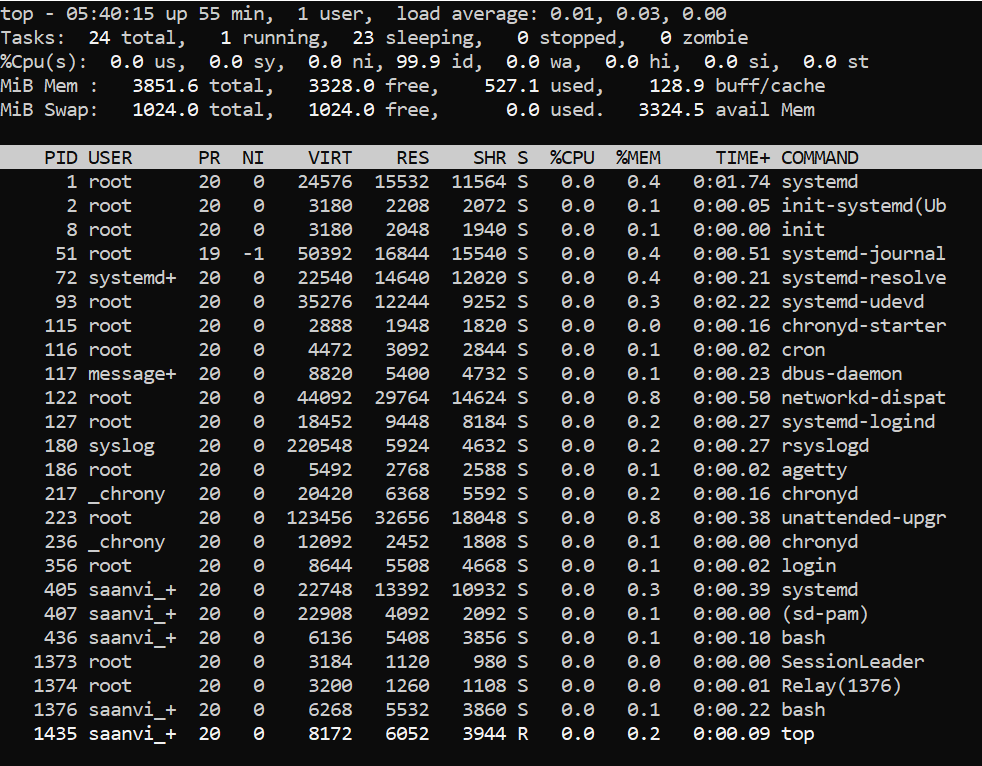 top - 05:40:15 up 55 min,  1 user,  load average: 0.01, 0.03, 0.00
Tasks:  24 total,   1 running,  23 sleeping,   0 stopped,   0 zombie
%Cpu(s):  0.0 us,  0.0 sy,  0.0 ni, 99.9 id,  0.0 wa,  0.0 hi,  0.0 si,  0.0 st
MiB Mem :   3851.6 total,   3328.0 free,    527.1 used,    128.9 buff/cache
MiB Swap:   1024.0 total,   1024.0 free,      0.0 used.   3324.5 avail Mem
    PID USER      PR  NI    VIRT    RES    SHR S  %CPU  %MEM     TIME+ COMMAND
      1 root      20   0   24576  15532  11564 S   0.0   0.4   0:01.74 systemd
      2 root      20   0    3180   2208   2072 S   0.0   0.1   0:00.05 init-systemd(Ub
      8 root      20   0    3180   2048   1940 S   0.0   0.1   0:00.00 init
     51 root      19  -1   50392  16844  15540 S   0.0   0.4   0:00.51 systemd-journal
     72 systemd+  20   0   22540  14640  12020 S   0.0   0.4   0:00.21 systemd-resolve
     93 root      20   0   35276  12244   9252 S   0.0   0.3   0:02.22 systemd-udevd
    115 root      20   0    2888   1948   1820 S   0.0   0.0   0:00.16 chronyd-starter
    116 root      20   0    4472   3092   2844 S   0.0   0.1   0:00.02 cron
    117 message+  20   0    8820   5400   4732 S   0.0   0.1   0:00.23 dbus-daemon
    122 root      20   0   44092  29764  14624 S   0.0   0.8   0:00.50 networkd-dispat
    127 root      20   0   18452   9448   8184 S   0.0   0.2   0:00.27 systemd-logind
    180 syslog    20   0  220548   5924   4632 S   0.0   0.2   0:00.27 rsyslogd
    186 root      20   0    5492   2768   2588 S   0.0   0.1   0:00.02 agetty
    217 _chrony   20   0   20420   6368   5592 S   0.0   0.2   0:00.16 chronyd
    223 root      20   0  123456  32656  18048 S   0.0   0.8   0:00.38 unattended-upgr
    236 _chrony   20   0   12092   2452   1808 S   0.0   0.1   0:00.00 chronyd
    356 root      20   0    8644   5508   4668 S   0.0   0.1   0:00.02 login
    405 saanvi_+  20   0   22748  13392  10932 S   0.0   0.3   0:00.39 systemd
    407 saanvi_+  20   0   22908   4092   2092 S   0.0   0.1   0:00.00 (sd-pam)
    436 saanvi_+  20   0    6136   5408   3856 S   0.0   0.1   0:00.10 bash
   1373 root      20   0    3184   1120    980 S   0.0   0.0   0:00.00 SessionLeader
   1374 root      20   0    3200   1260   1108 S   0.0   0.0   0:00.01 Relay(1376)
   1376 saanvi_+  20   0    6268   5532   3860 S   0.0   0.1   0:00.22 bash
   1435 saanvi_+  20   0    8172   6052   3944 R   0.0   0.2   0:00.09 top